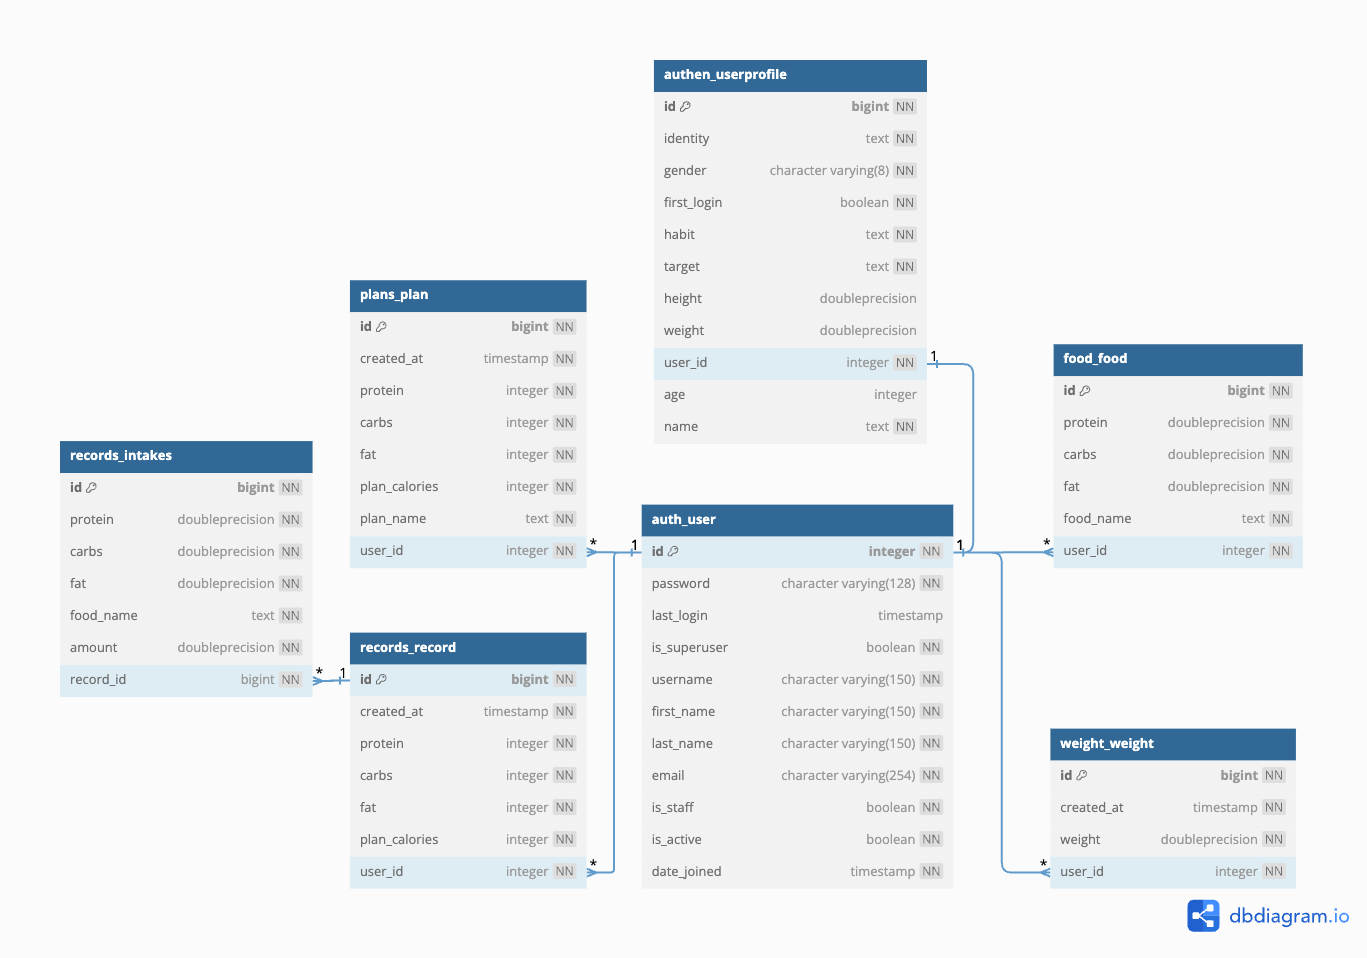 authen_userprofile
id bigint NN
identity text NN
gender character varying(8) NN
first_login boolean NN
habit text NN
target text NN
height doubleprecision
weight doubleprecision
user_id integer NN 1
age integer
name text NN
plans_plan
id bigint NN
created_at timestamp NN
protein integer NN
carbs integer NN
fat integer NN
plan_calories integer NN
plan_name text NN
user_id integer NN *
food_food
id bigint NN
protein doubleprecision NN
carbs doubleprecision NN
fat doubleprecision NN
food_name text NN
* user_id integer NN
records_intakes
id bigint NN
protein doubleprecision NN
carbs doubleprecision NN
fat doubleprecision NN
food_name text NN
amount doubleprecision NN
record_id bigint NN *
auth_user
1 id integer NN 1
password character varying(128) NN
last_login timestamp
is_superuser boolean NN
username character varying(150) NN
first_name character varying(150) NN
last_name character varying(150) NN
email character varying(254) NN
is_staff boolean NN
is_active boolean NN
date_joined timestamp NN
records_record
1 id bigint NN
created_at timestamp NN
protein integer NN
carbs integer NN
fat integer NN
plan_calories integer NN
user_id integer NN *
weight_weight
id bigint NN
created_at timestamp NN
weight doubleprecision NN
* user_id integer NN
dbdiagram.io